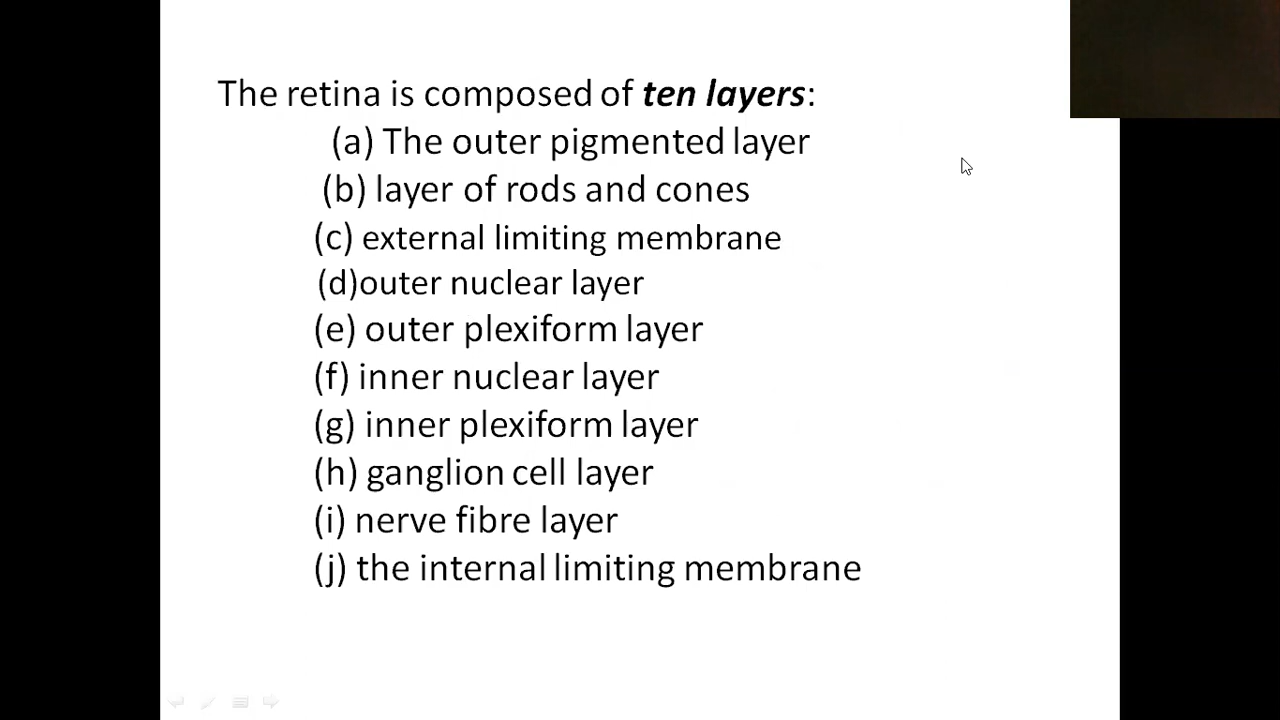 The retina is composed of ten layers:
(a) The outer pigmented layer
(b) layer of rods and cones
(c) external limiting membrane
(d)outer nuclear layer
(e) outer plexiform layer
(f) inner nuclear layer
(g) inner plexiform layer
(h) ganglion cell layer
(i) nerve fibre layer
(j) the internal limiting membrane